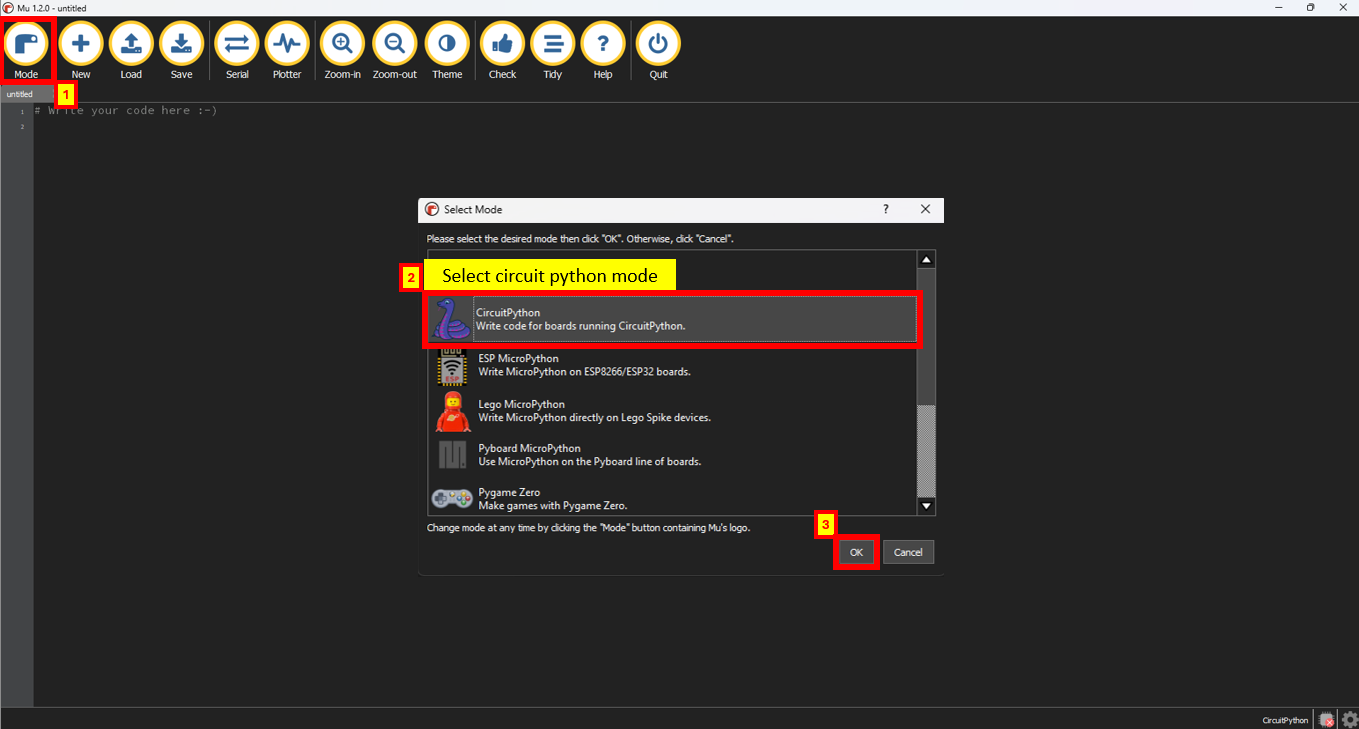 Mu 1.2.0 - untitled
Mode New Load Save Serial Plotter Zoom-in Zoom-out Theme Check Tidy Help Quit
1
untitled
1 # Write your code here :-)
2
Select Mode
Please select the desired mode then click "OK". Otherwise, click "Cancel".
2 Select circuit python mode
CircuitPython
Write code for boards running CircuitPython.
ESP MicroPython
Write MicroPython on ESP8266/ESP32 boards.
Lego MicroPython
Write MicroPython directly on Lego Spike devices.
Pyboard MicroPython
Use MicroPython on the Pyboard line of boards.
Pygame Zero
Make games with Pygame Zero.
Change mode at any time by clicking the "Mode" button containing Mu's logo.
3
OK Cancel
CircuitPython